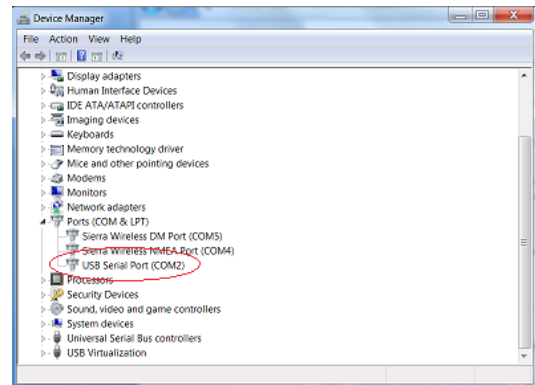 Device Manager
File Action View Help
Display adapters
Human Interface Devices
IDE ATA/ATAPI controllers
Imaging devices
Keyboards
Memory technology driver
Mice and other pointing devices
Modems
Monitors
Network adapters
Ports (COM & LPT)
Sierra Wireless DM Port (COM5)
Sierra Wireless NMEA Port (COM4)
USB Serial Port (COM2)
Processors
Security Devices
Sound, video and game controllers
System devices
Universal Serial Bus controllers
USB Virtualization